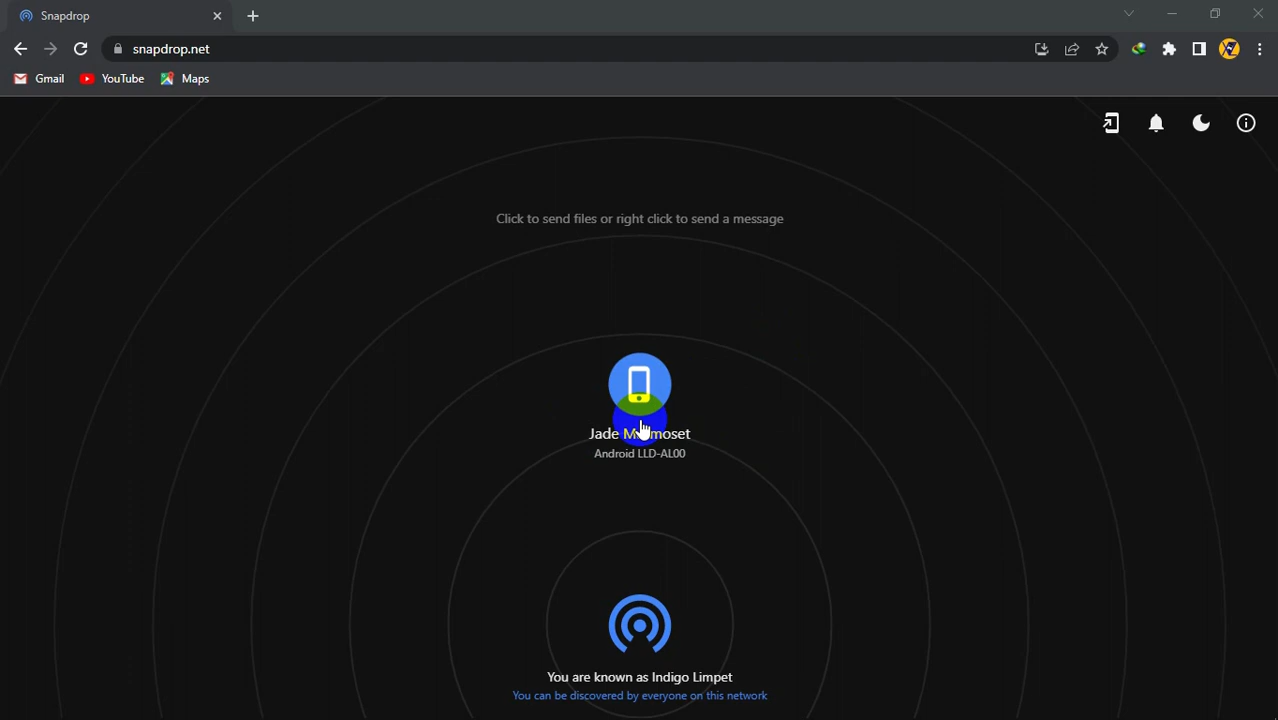 Snapdrop
snapdrop.net
Gmail YouTube Maps
Click to send files or right click to send a message
Jade
Android LLD-AL00
You are known as Indigo Limpet
You can be discovered by everyone on this network